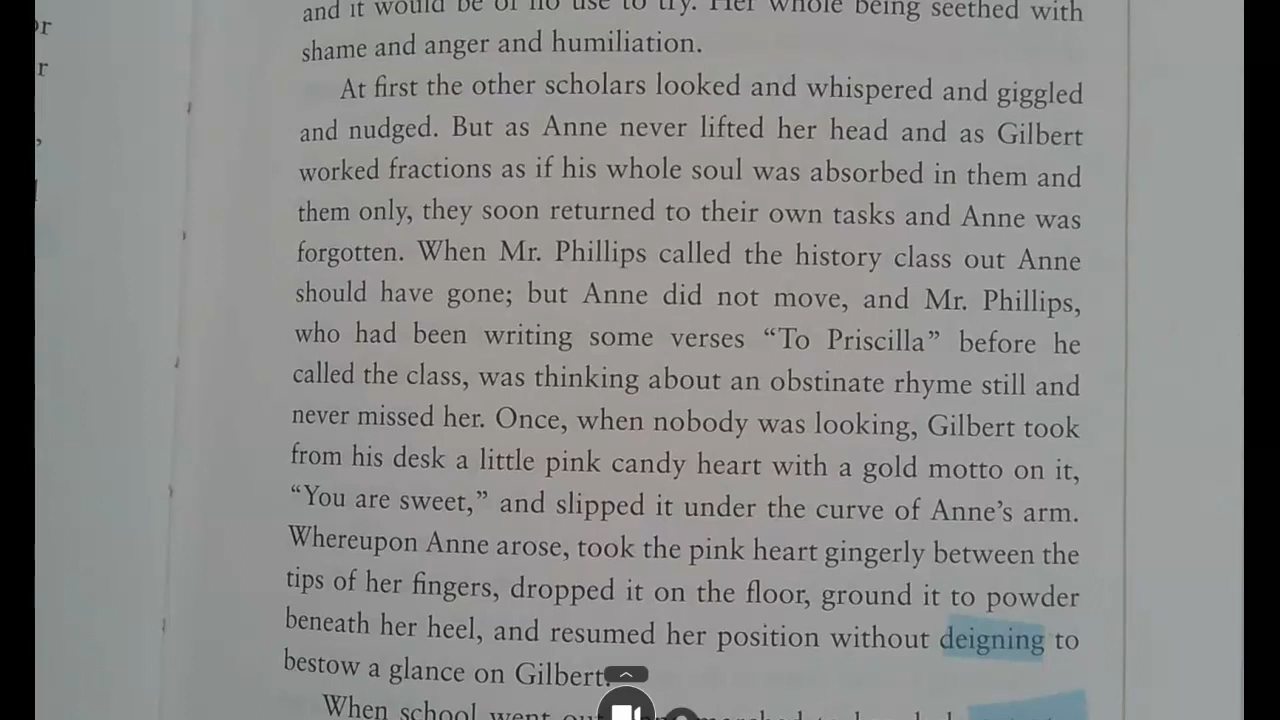 and it would be of no use to try. Her whole being seethed with
shame and anger and humiliation.
At first the other scholars looked and whispered and giggled
and nudged. But as Anne never lifted her head and as Gilbert
worked fractions as if his whole soul was absorbed in them and
them only, they soon returned to their own tasks and Anne was
forgotten. When Mr. Phillips called the history class out Anne
should have gone; but Anne did not move, and Mr. Phillips,
who had been writing some verses “To Priscilla” before he
called the class, was thinking about an obstinate rhyme still and
never missed her. Once, when nobody was looking, Gilbert took
from his desk a little pink candy heart with a gold motto on it,
“You are sweet,” and slipped it under the curve of Anne’s arm.
Whereupon Anne arose, took the pink heart gingerly between the
tips of her fingers, dropped it on the floor, ground it to powder
beneath her heel, and resumed her position without deigning to
bestow a glance on Gilbert.
When school went out